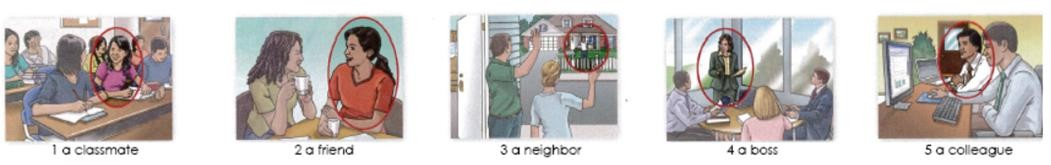 1 a classmate
2 a friend
3 a neighbor
4 a boss
5 a colleague